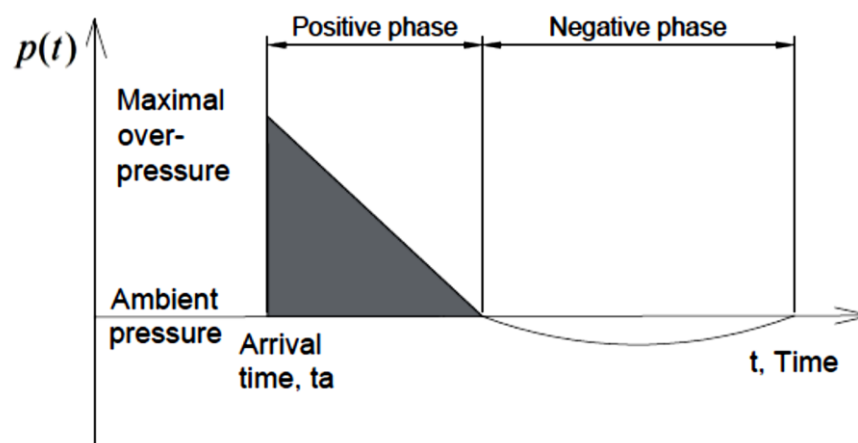 Positive phase
Negative phase
p(t)
Maximal
over-
pressure
Ambient
pressure
Arrival
time, ta
t, Time